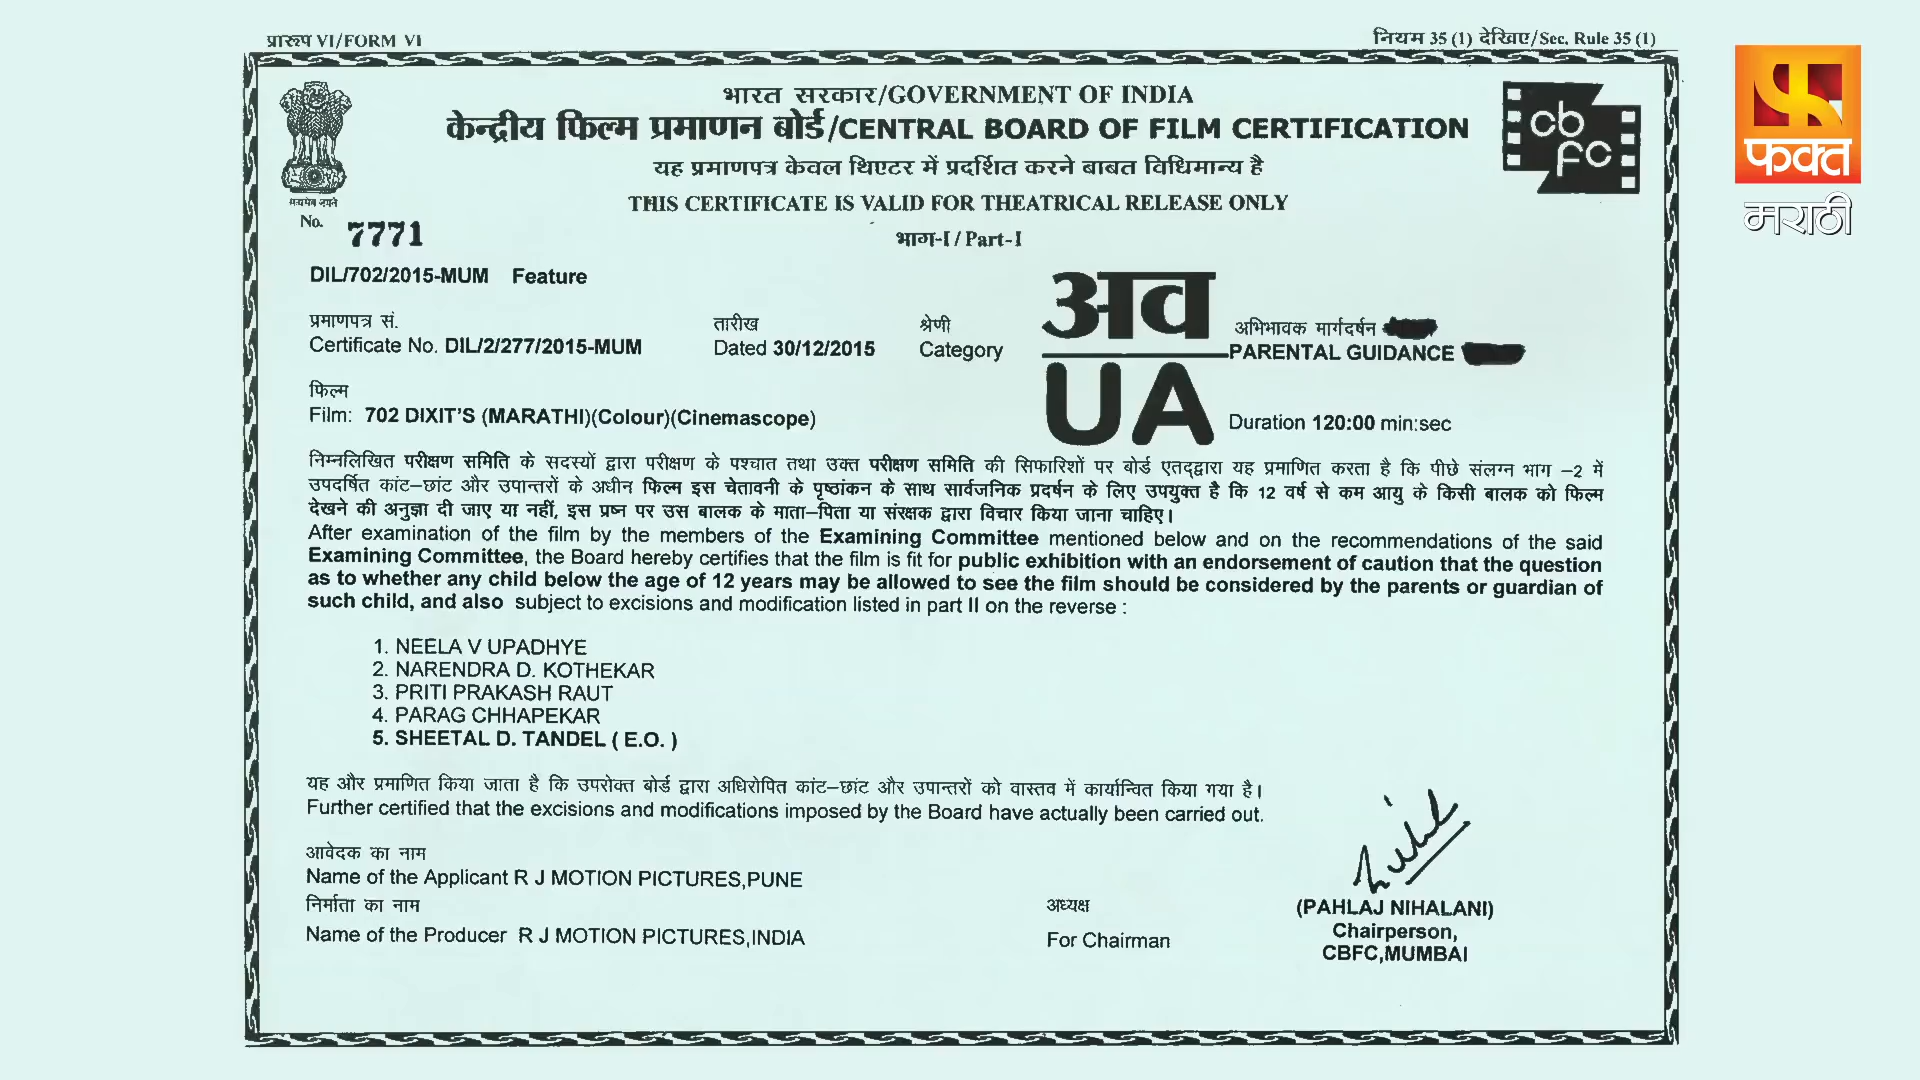 प्रारूप VI/FORM VI
नियम 35 (1) देखिए/Sec. Rule 35 (1)
भारत सरकार/GOVERNMENT OF INDIA
केन्द्रीय फिल्म प्रमाणन बोर्ड/CENTRAL BOARD OF FILM CERTIFICATION
यह प्रमाणपत्र केवल थिएटर में प्रदर्शित करने बाबत विधिमान्य है
THIS CERTIFICATE IS VALID FOR THEATRICAL RELEASE ONLY
भाग-I / Part-I
सत्यमेव जयते
No. 7771
cbfc
फक्त
मराठी
DIL/702/2015-MUM Feature
प्रमाणपत्र सं. तारीख श्रेणी
Certificate No. DIL/2/277/2015-MUM Dated 30/12/2015 Category
अव
UA
अभिभावक मार्गदर्षन
PARENTAL GUIDANCE
फिल्म
Film: 702 DIXIT'S (MARATHI)(Colour)(Cinemascope)
Duration 120:00 min:sec
निम्नलिखित परीक्षण समिति के सदस्यों द्वारा परीक्षण के पश्चात तथा उक्त परीक्षण समिति की सिफारिशों पर बोर्ड एतद्द्वारा यह प्रमाणित करता है कि पीछे संलग्न भाग –2 में
उपदर्षित कांट–छांट और उपान्तरों के अधीन फिल्म इस चेतावनी के पृष्ठांकन के साथ सार्वजनिक प्रदर्षन के लिए उपयुक्त है कि 12 वर्ष से कम आयु के किसी बालक को फिल्म
देखने की अनुज्ञा दी जाए या नहीं, इस प्रष्न पर उस बालक के माता–पिता या संरक्षक द्वारा विचार किया जाना चाहिए।
After examination of the film by the members of the Examining Committee mentioned below and on the recommendations of the said
Examining Committee, the Board hereby certifies that the film is fit for public exhibition with an endorsement of caution that the question
as to whether any child below the age of 12 years may be allowed to see the film should be considered by the parents or guardian of
such child, and also subject to excisions and modification listed in part II on the reverse :
1. NEELA V UPADHYE
2. NARENDRA D. KOTHEKAR
3. PRITI PRAKASH RAUT
4. PARAG CHHAPEKAR
5. SHEETAL D. TANDEL ( E.O. )
यह और प्रमाणित किया जाता है कि उपरोक्त बोर्ड द्वारा अधिरोपित कांट–छांट और उपान्तरों को वास्तव में कार्यान्वित किया गया है।
Further certified that the excisions and modifications imposed by the Board have actually been carried out.
आवेदक का नाम
Name of the Applicant R J MOTION PICTURES,PUNE
निर्माता का नाम
Name of the Producer R J MOTION PICTURES,INDIA
अध्यक्ष
For Chairman
(PAHLAJ NIHALANI)
Chairperson,
CBFC,MUMBAI